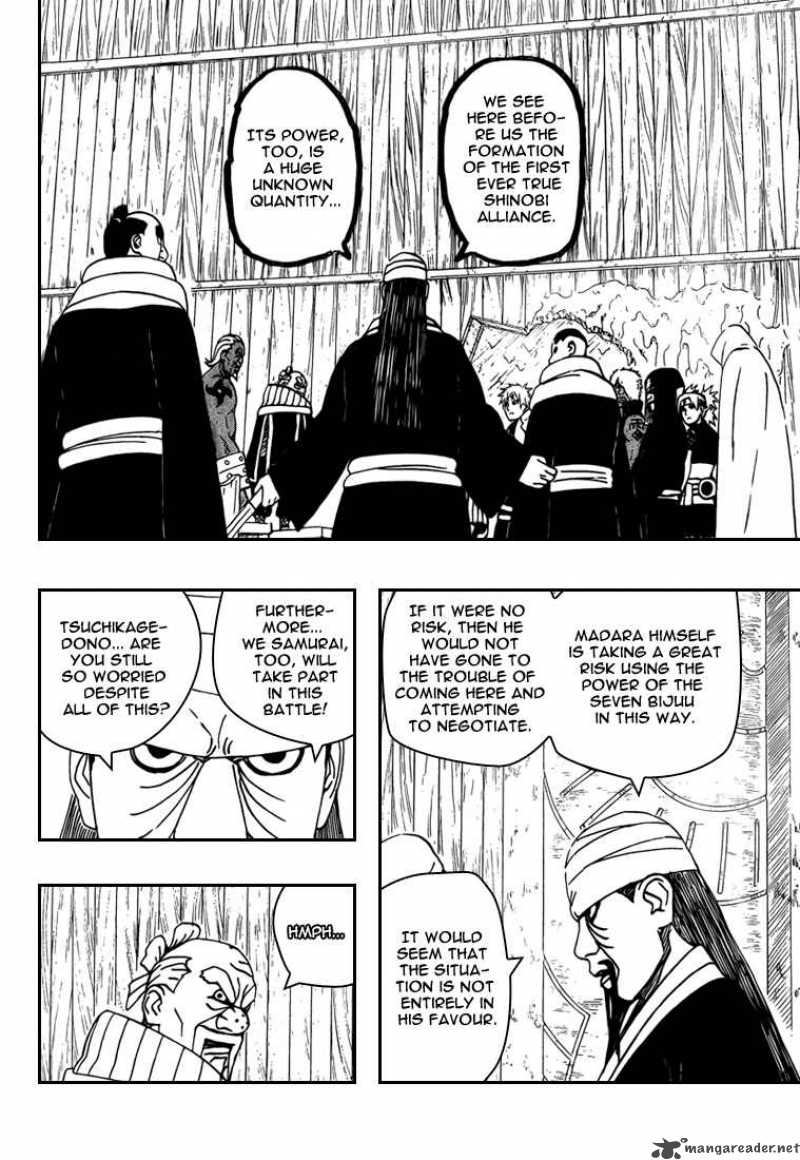 WE SEE
HERE BEFO-
RE US THE
FORMATION
OF THE FIRST
EVER TRUE
SHINOBI
ALLIANCE.
ITS POWER,
TOO, IS
A HUGE
UNKNOWN
QUANTITY...
MADARA HIMSELF
IS TAKING A GREAT
RISK USING THE
POWER OF THE
SEVEN BIJUU
IN THIS WAY.
IF IT WERE NO
RISK, THEN HE
WOULD NOT
HAVE GONE TO
THE TROUBLE OF
COMING HERE AND
ATTEMPTING
TO NEGOTIATE.
IT WOULD
SEEM THAT
THE SITUA-
TION IS NOT
ENTIRELY IN
HIS FAVOUR.
FURTHER-
MORE...
WE SAMURAI,
TOO, WILL
TAKE PART
IN THIS
BATTLE!
TSUCHIKAGE-
DONO... ARE
YOU STILL
SO WORRIED
DESPITE
ALL OF THIS?
HMPH...
mangareader.net